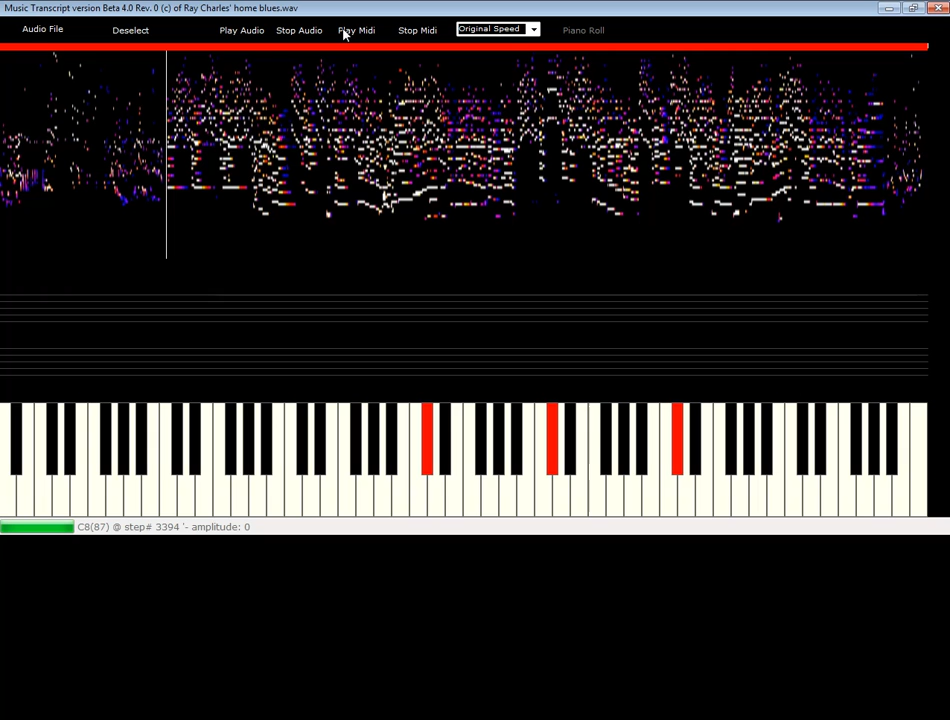 Music Transcript version Beta 4.0 Rev. 0 (c) of Ray Charles' home blues.wav
Audio File Deselect Play Audio Stop Audio Play Midi Stop Midi Original Speed Piano Roll
C8(87) @ step# 3394 '- amplitude: 0